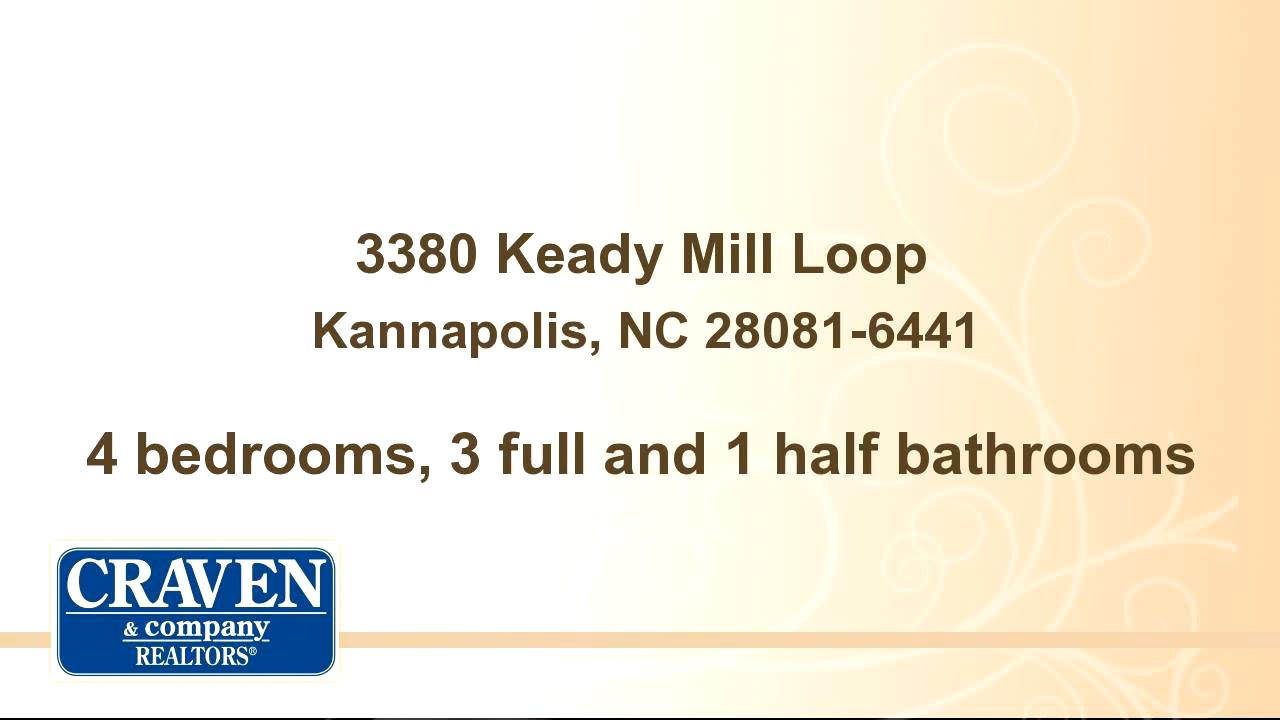 3380 Keady Mill Loop
Kannapolis, NC 28081-6441
4 bedrooms, 3 full and 1 half bathrooms
CRAVEN
& company
REALTORS®